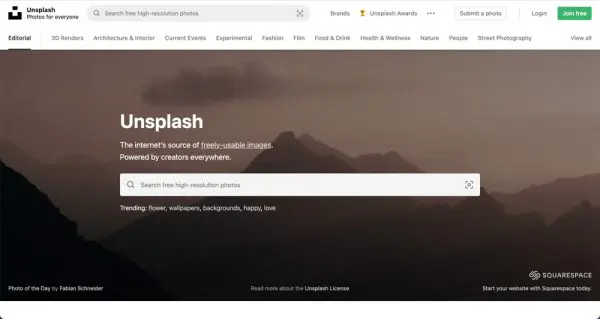 Unsplash
Photos for everyone
Search free high-resolution photos
Brands
Unsplash Awards
Submit a photo
Login
Join free
Editorial
3D Renders
Architecture & Interior
Current Events
Experimental
Fashion
Film
Food & Drink
Health & Wellness
Nature
People
Street Photography
View all
Unsplash
The internet's source of freely-usable images.
Powered by creators everywhere.
Search free high-resolution photos
Trending: flower, wallpapers, backgrounds, happy, love
SQUARESPACE
Photo of the Day by Fabian Schneider
Read more about the Unsplash License
Start your website with Squarespace today.